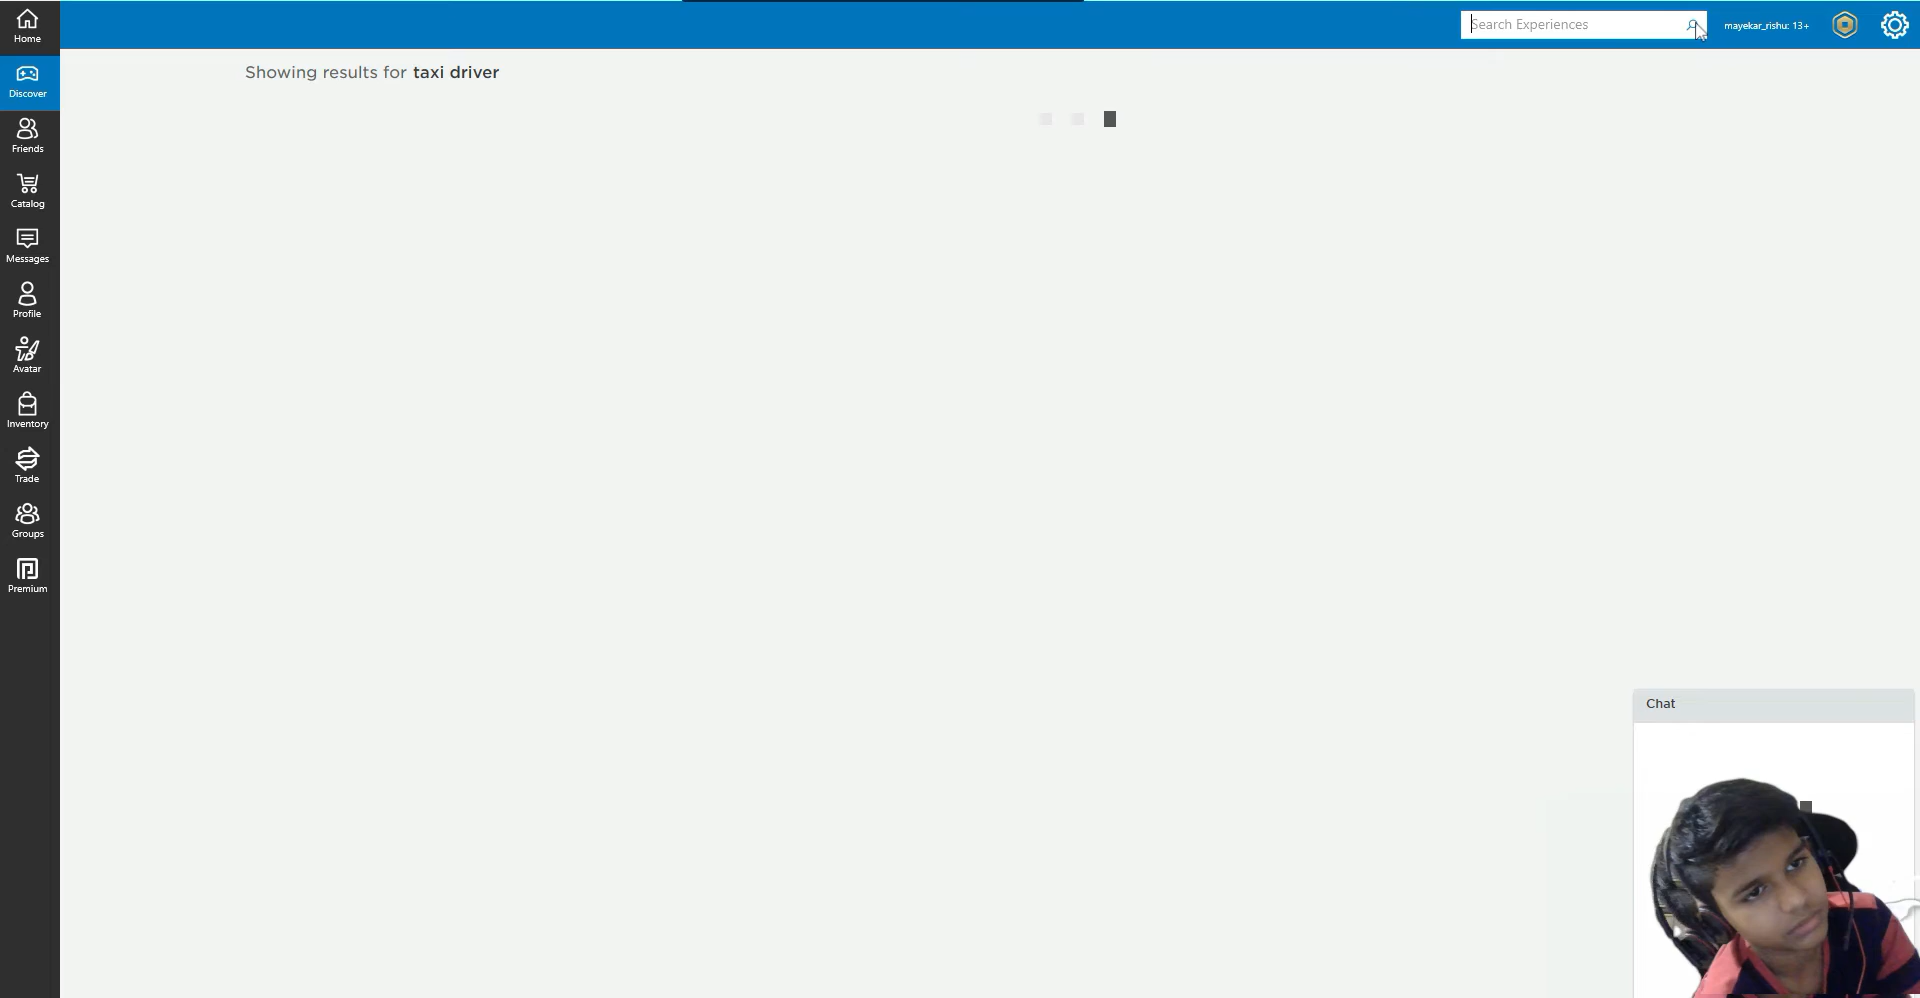 Home
Search Experiences
mayekar_rishu: 13+
Showing results for taxi driver
Discover
Friends
Catalog
Messages
Profile
Avatar
Inventory
Trade
Groups
Premium
Chat